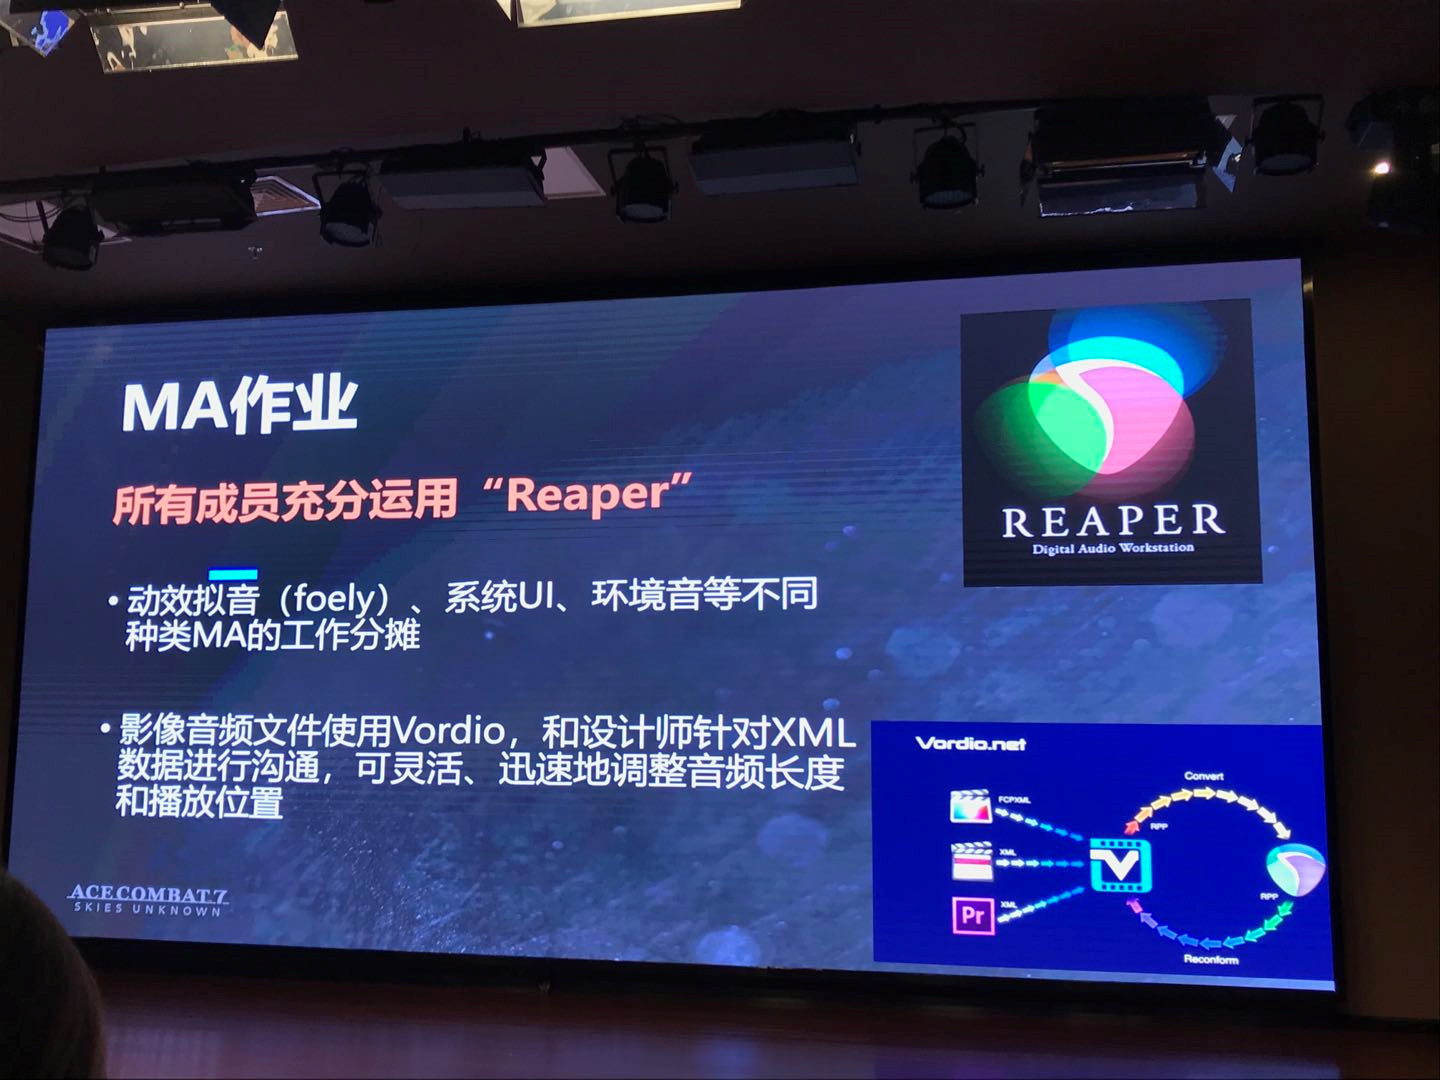 MA作业
所有成员充分运用“Reaper”
• 动效拟音（foely）、系统UI、环境音等不同
种类MA的工作分摊
• 影像音频文件使用Vordio，和设计师针对XML
数据进行沟通，可灵活、迅速地调整音频长度
和播放位置
ACE COMBAT 7
SKIES UNKNOWN
REAPER
Digital Audio Workstation
Vordio.net
FCPXML
XML
Pr
XML
V
Convert
RPP
RPP
Reconform